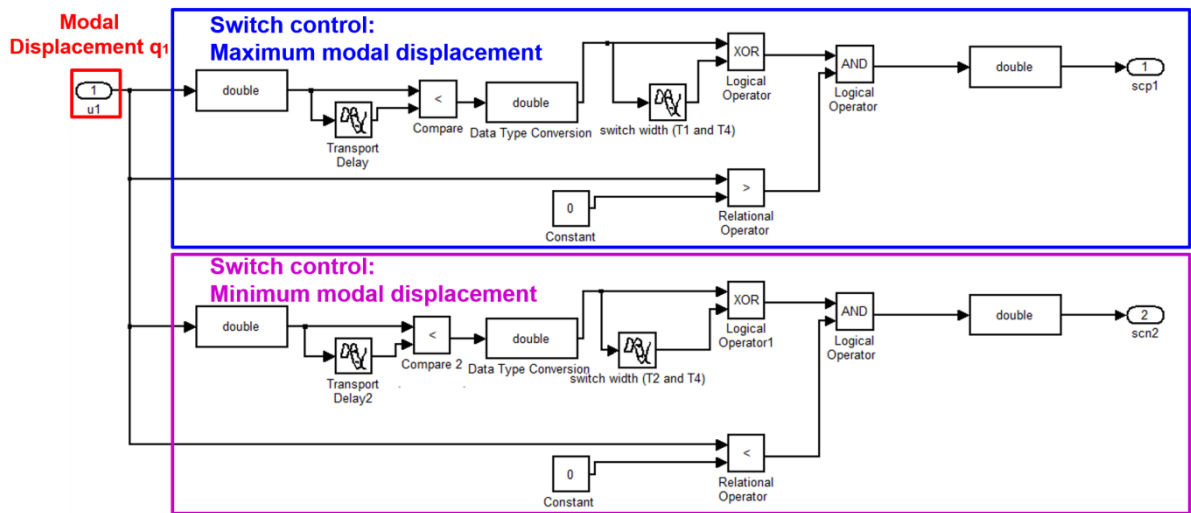 Modal
Displacement q1
1
u1
Switch control:
Maximum modal displacement
double
Transport
Delay
<
Compare
double
Data Type Conversion
switch width (T1 and T4)
XOR
Logical
Operator
AND
Logical
Operator
double
1
scp1
0
Constant
>
Relational
Operator
Switch control:
Minimum modal displacement
double
Transport
Delay2
<
Compare 2
double
Data Type Conversion
switch width (T2 and T4)
XOR
Logical
Operator1
AND
Logical
Operator
double
2
scn2
0
Constant
<
Relational
Operator